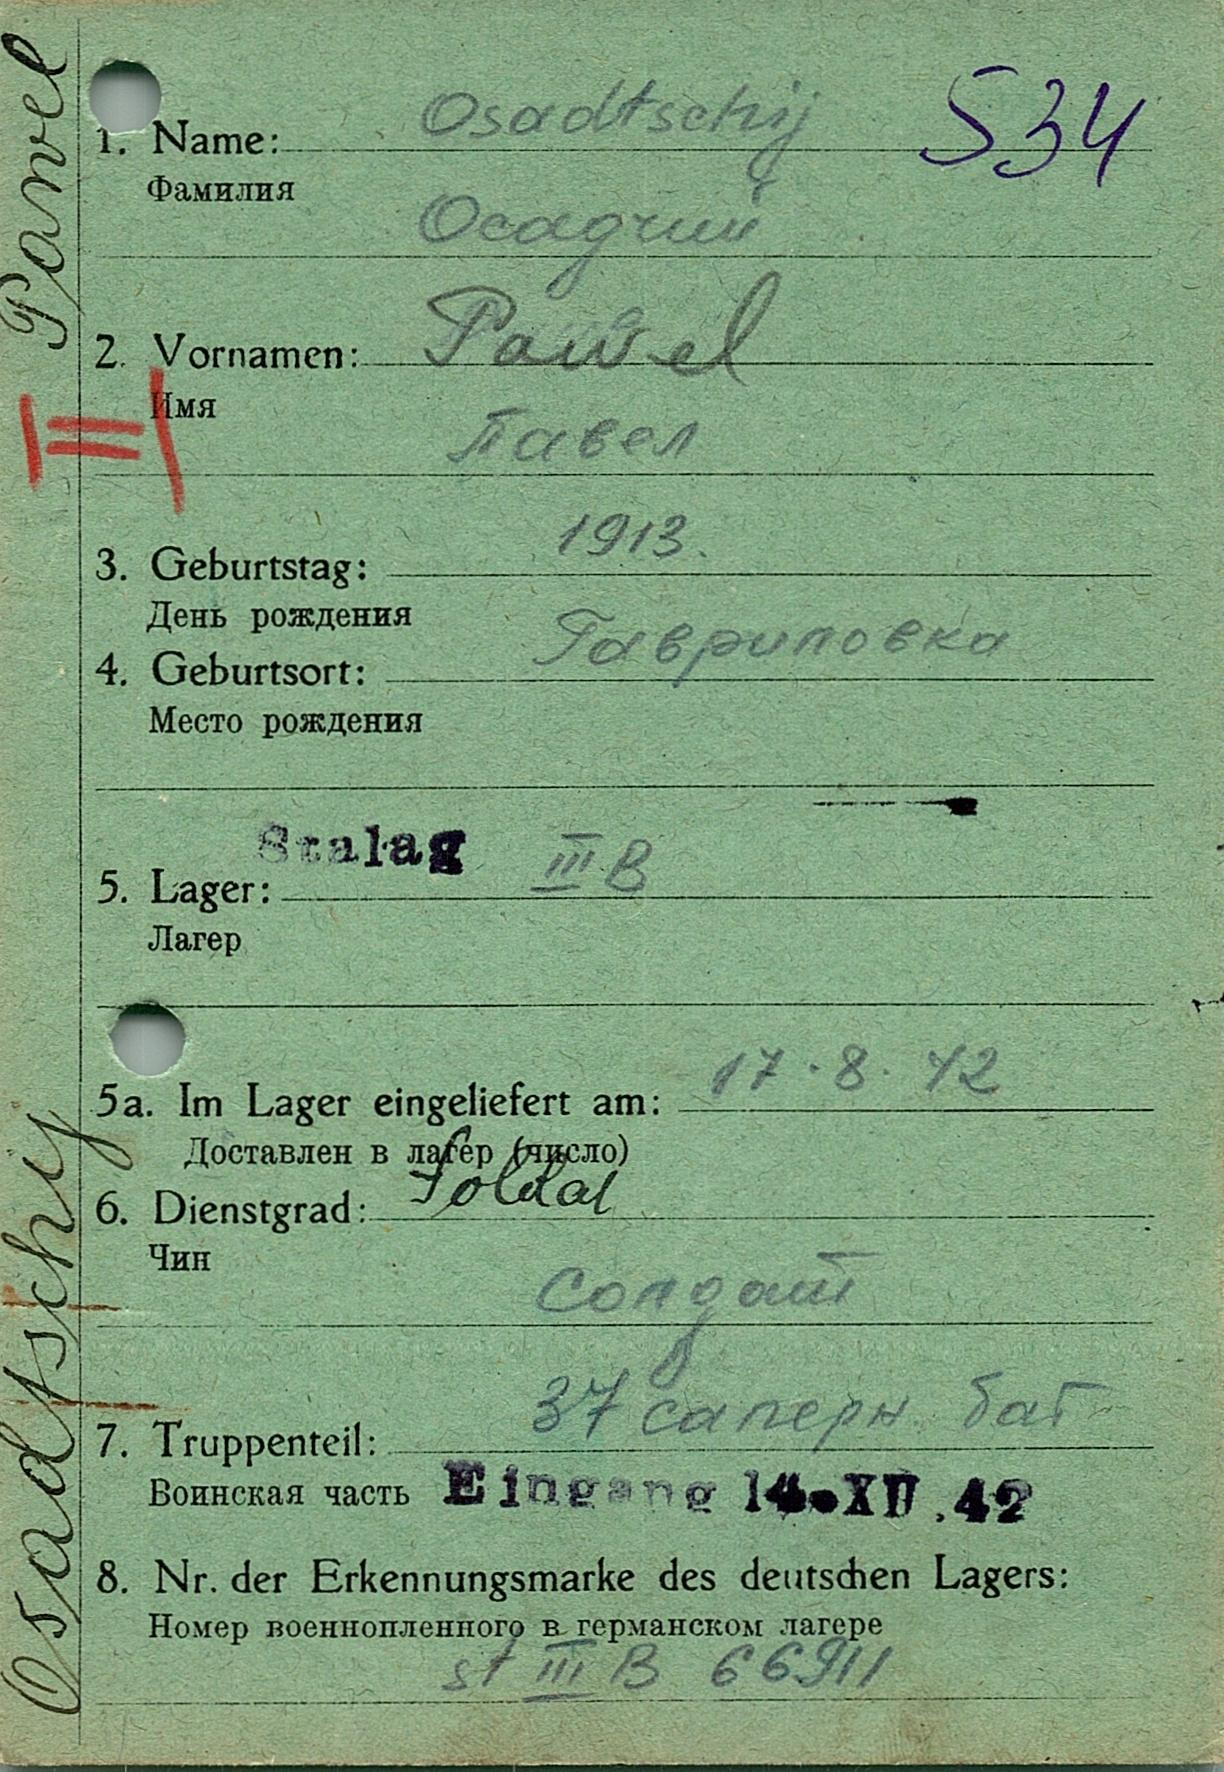 Osadtschy Pawel
534
Osadtschij
1. Name:
Фамилия
Осадчий
2. Vornamen: Pawel
Имя
Павел
1913.
3. Geburtstag:
День рождения
Гавриловка
4. Geburtsort:
Место рождения
Stalag III B
5. Lager:
Лагер
17. 8. 42
5a. Im Lager eingeliefert am:
Доставлен в лагер (число)
6. Dienstgrad: Soldat
Чин
Солдат
37 саперн. бат
7. Truppenteil:
Воинская часть Eingang 14. XII. 42
8. Nr. der Erkennungsmarke des deutschen Lagers:
Номер военнопленного в германском лагере
st III B 66911